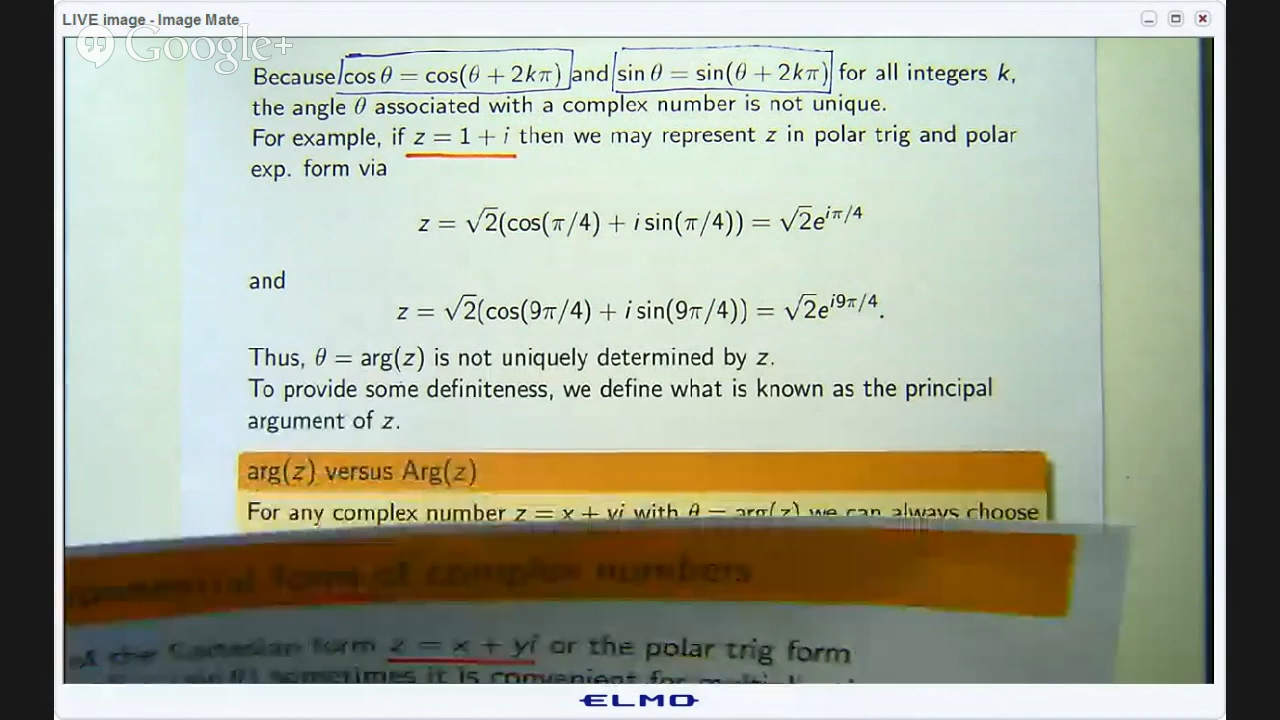 LIVE image - Image Mate
Google+
Because cos θ = cos(θ + 2kπ) and sin θ = sin(θ + 2kπ) for all integers k,
the angle θ associated with a complex number is not unique.
For example, if z = 1 + i then we may represent z in polar trig and polar
exp. form via
z = √2(cos(π/4) + i sin(π/4)) = √2e^{iπ/4}
and
z = √2(cos(9π/4) + i sin(9π/4)) = √2e^{i9π/4}.
Thus, θ = arg(z) is not uniquely determined by z.
To provide some definiteness, we define what is known as the principal
argument of z.
arg(z) versus Arg(z)
For any complex number z = x + yi with θ = arg(z) we can always choose
form of complex numbers
of the Cartesian form z = x + yi or the polar trig form
sometimes it is convenient for
ELMO